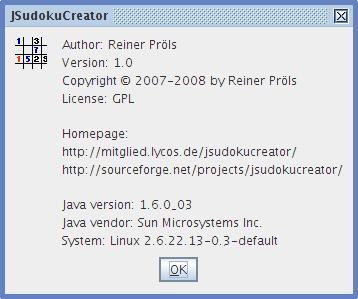 JSudokuCreator
1 3
7
1 5 2 3
Author: Reiner Pröls
Version: 1.0
Copyright © 2007-2008 by Reiner Pröls
License: GPL
Homepage:
http://mitglied.lycos.de/jsudokucreator/
http://sourceforge.net/projects/jsudokucreator/
Java version: 1.6.0_03
Java vendor: Sun Microsystems Inc.
System: Linux 2.6.22.13-0.3-default
OK